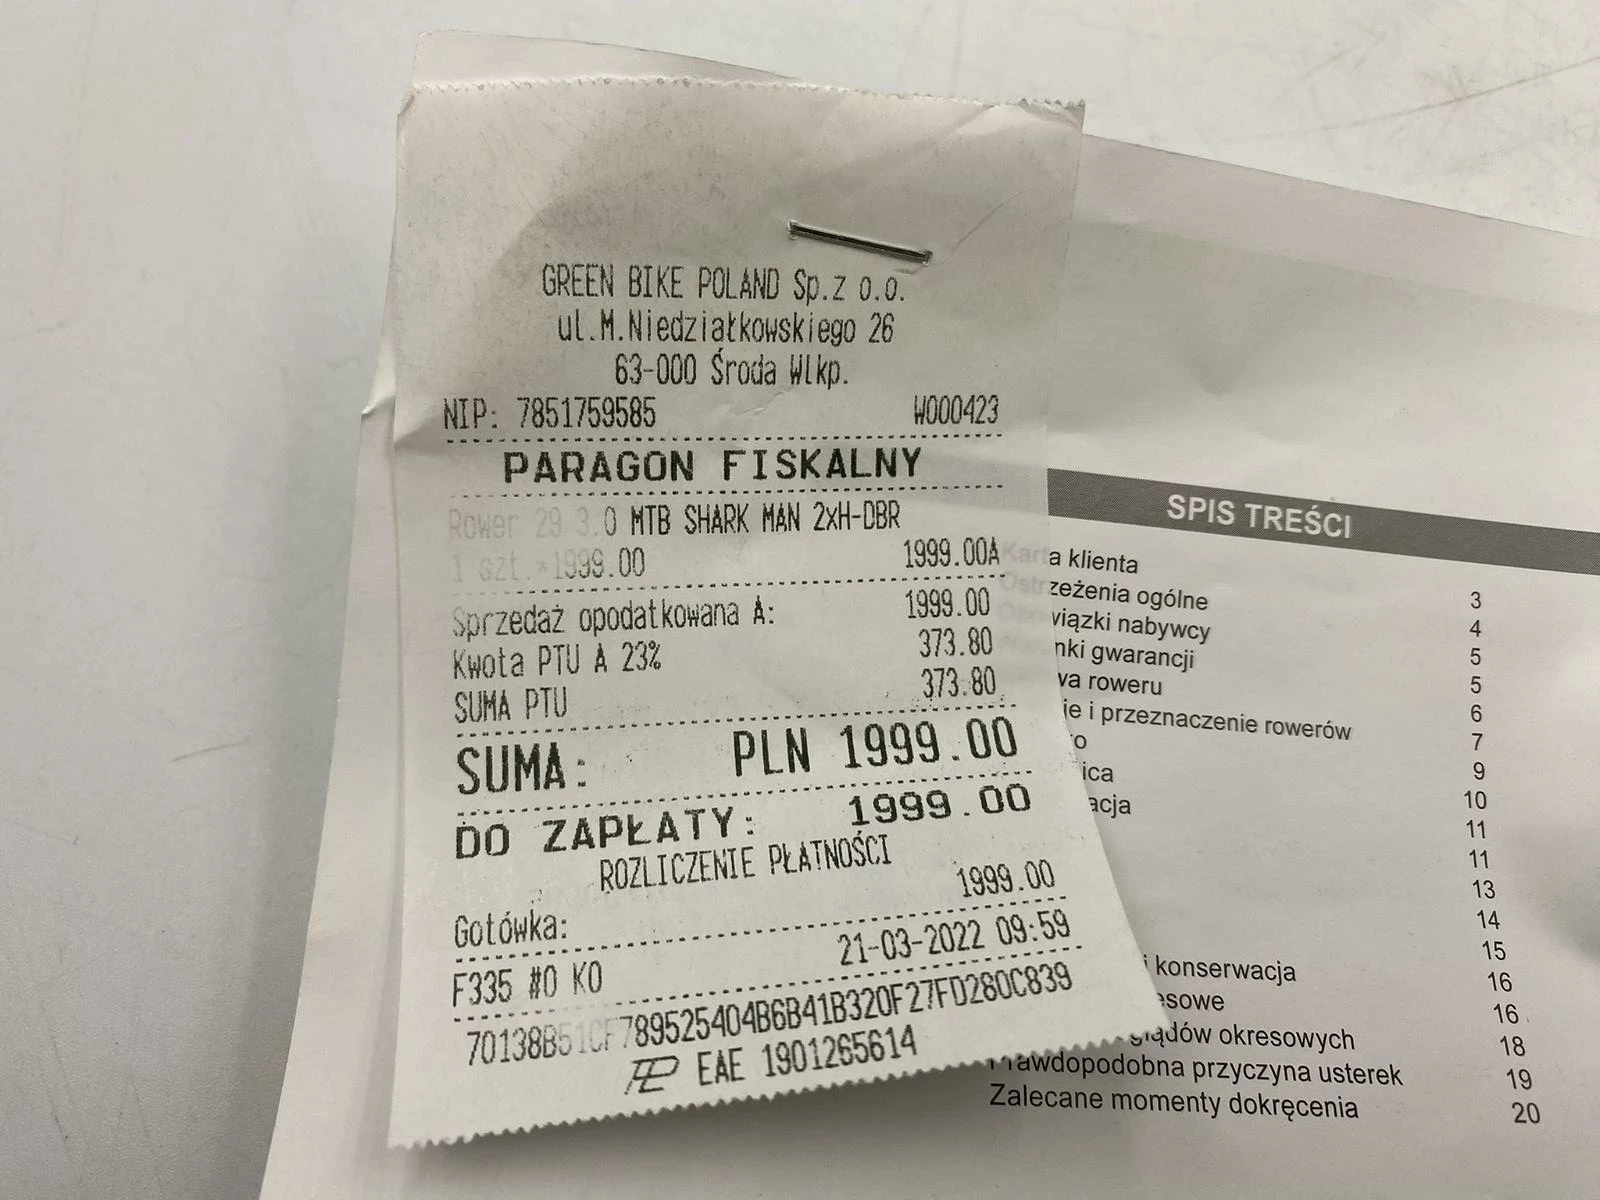 GREEN BIKE POLAND Sp.z o.o.
ul.M.Niedziałkowskiego 26
63-000 Środa Wlkp.
NIP: 7851759585 W000423
PARAGON FISKALNY
Rower 29 3.0 MTB SHARK MAN 2xH-DBR
1 szt.*1999.00 1999.00A
Sprzedaż opodatkowana A: 1999.00
Kwota PTU A 23% 373.80
SUMA PTU 373.80
SUMA: PLN 1999.00
DO ZAPŁATY: 1999.00
ROZLICZENIE PŁATNOŚCI
Gotówka: 1999.00
F335 #0 K0 21-03-2022 09:59
70138B51CF789525404B6B41B320F27FD280C839
EAE 1901265614
SPIS TREŚCI
Karta klienta
Ostrzeżenia ogólne 3
wiązki nabywcy 4
nki gwarancji 5
wa roweru 5
ie i przeznaczenie rowerów 6
o 7
ica 9
acja 10
11
11
13
14
15
i konserwacja 16
esowe 16
glądów okresowych 18
Prawdopodobna przyczyna usterek 19
Zalecane momenty dokręcenia 20